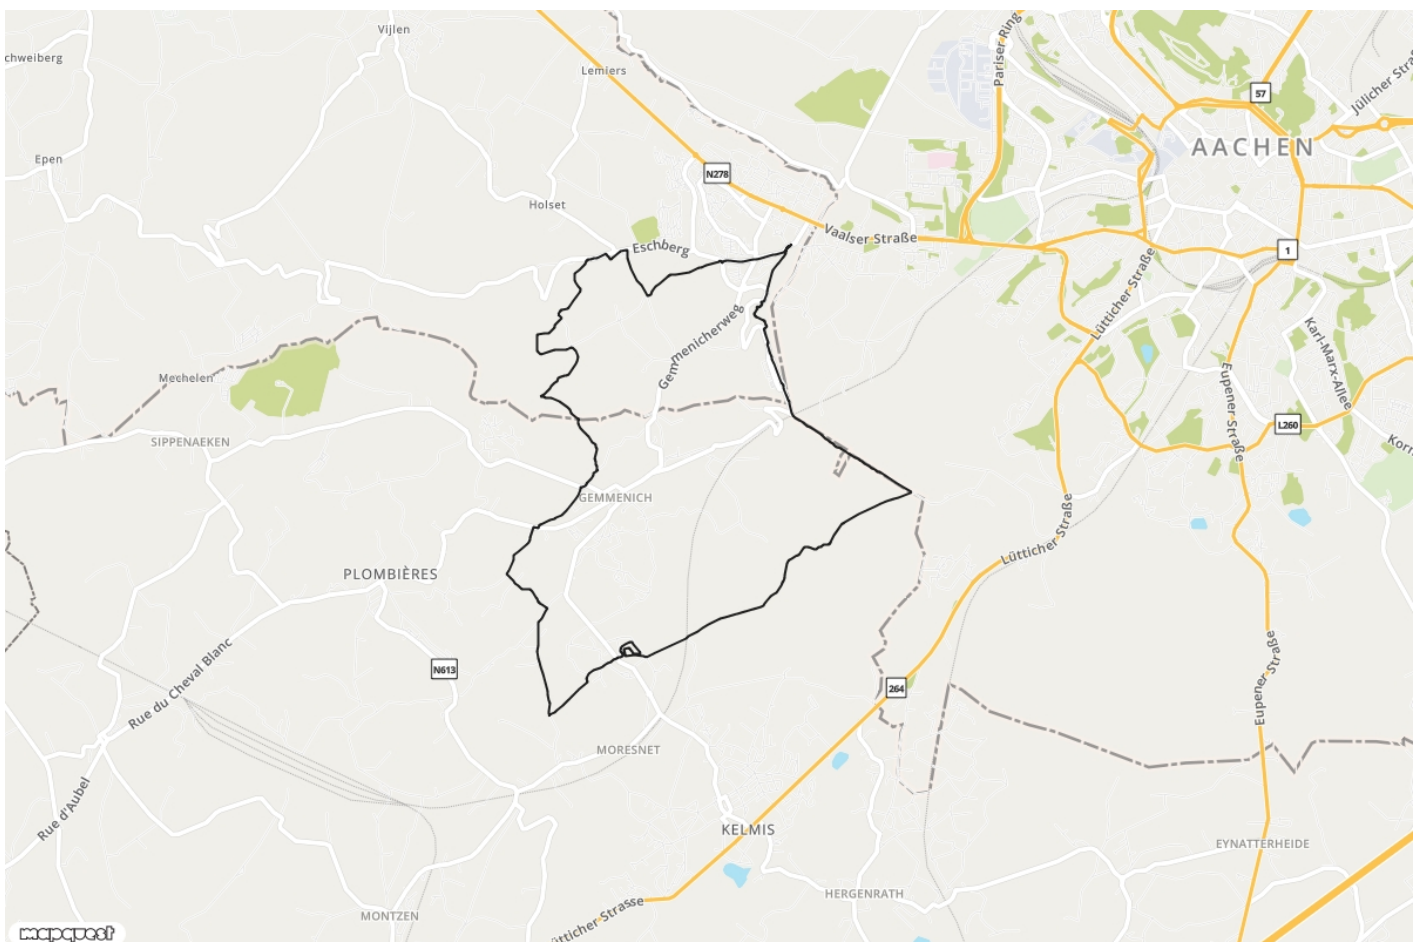 Vijlen
Pariser Ring
chweiberg
Lemiers
57
Jülicher Straß
AACHEN
Epen
N278
Holset
Vaalser Straße
Eschberg
1
Lütticher Straße
Gemmenicherweg
Karl-Marx-Allee
Mechelen
Eupener Straße
SIPPENAEKEN
L260
Korn
GEMMENICH
Lütticher Straße
PLOMBIÈRES
Rue du Cheval Blanc
N613
264
Eupener Straße
MORESNET
Rue d'Aubel
KELMIS
EYNATTERHEIDE
HERGENRATH
MONTZEN
ütticher Strasse
mapquest